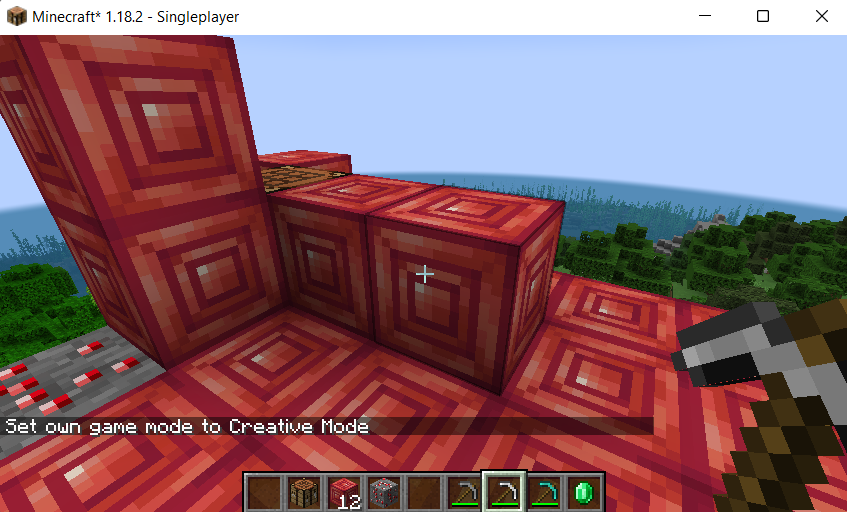 Minecraft* 1.18.2 - Singleplayer
Set own game mode to Creative Mode
12